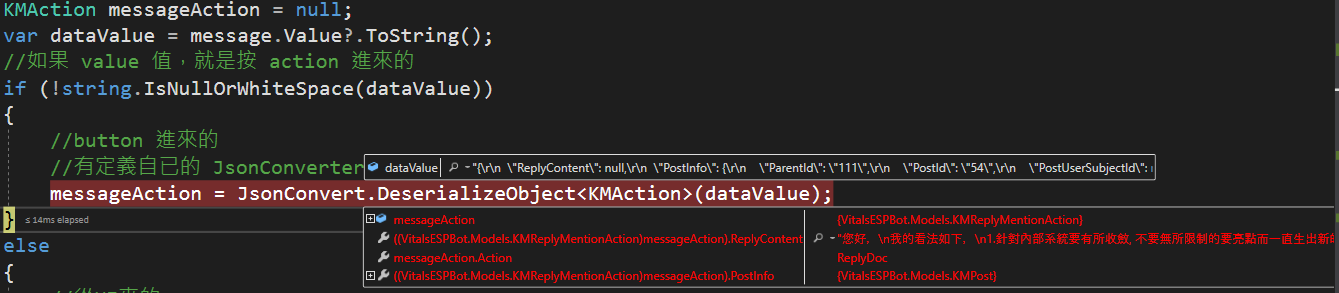 KMAction messageAction = null;
var dataValue = message.Value?.ToString();
//如果 value 值，就是按 action 進來的
if (!string.IsNullOrWhiteSpace(dataValue))
{
//button 進來的
//有定義自已的 JsonConverter
dataValue "{\r\n \"ReplyContent\": null,\r\n \"PostInfo\": {\r\n \"ParentId\": \"111\",\r\n \"PostId\": \"54\",\r\n \"PostUserSubjectId\":
messageAction = JsonConvert.DeserializeObject<KMAction>(dataValue);
} ≤ 14ms elapsed
messageAction {VitalsESPBot.Models.KMReplyMentionAction}
else
((VitalsESPBot.Models.KMReplyMentionAction)messageAction).ReplyContent "您好，\n我的看法如下，\n1.針對內部系統要有所收斂, 不要無所限制的要亮點而一直生出新的
messageAction.Action ReplyDoc
{
((VitalsESPBot.Models.KMReplyMentionAction)messageAction).PostInfo {VitalsESPBot.Models.KMPost}